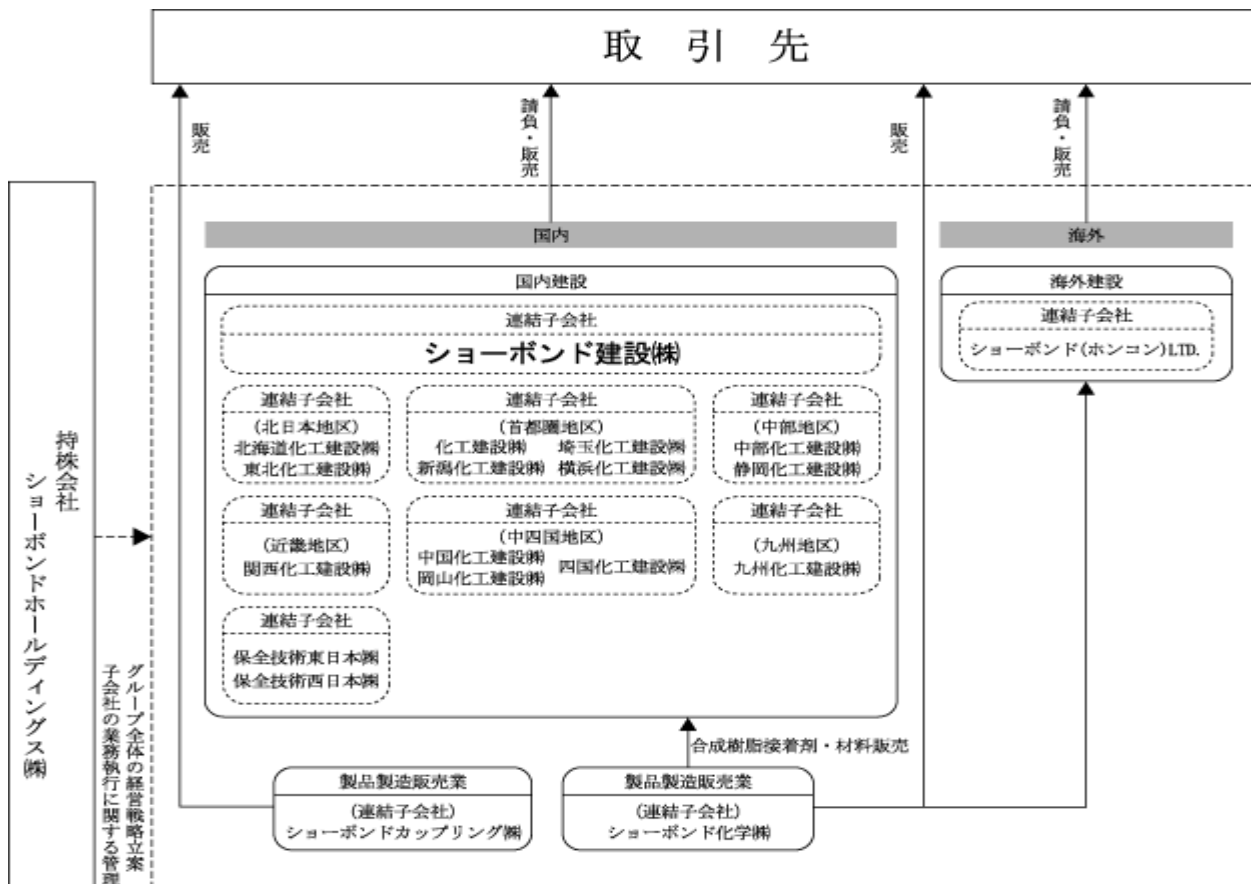 取引先
販売
請負・販売
販売
請負・販売
持株会社
ショーボンドホールディングス㈱
グループ全体の経営戦略立案
子会社の業務執行に関する管理
国内
海外
国内建設
連結子会社
ショーボンド建設㈱
連結子会社
(北日本地区)
北海道化工建設㈱
東北化工建設㈱
連結子会社
(首都圏地区)
化工建設㈱ 埼玉化工建設㈱
新潟化工建設㈱ 横浜化工建設㈱
連結子会社
(中部地区)
中部化工建設㈱
静岡化工建設㈱
連結子会社
(近畿地区)
関西化工建設㈱
連結子会社
(中四国地区)
中国化工建設㈱
岡山化工建設㈱
四国化工建設㈱
連結子会社
(九州地区)
九州化工建設㈱
連結子会社
保全技術東日本㈱
保全技術西日本㈱
海外建設
連結子会社
ショーボンド(ホンコン)LTD.
合成樹脂接着剤・材料販売
製品製造販売業
(連結子会社)
ショーボンドカップリング㈱
製品製造販売業
(連結子会社)
ショーボンド化学㈱